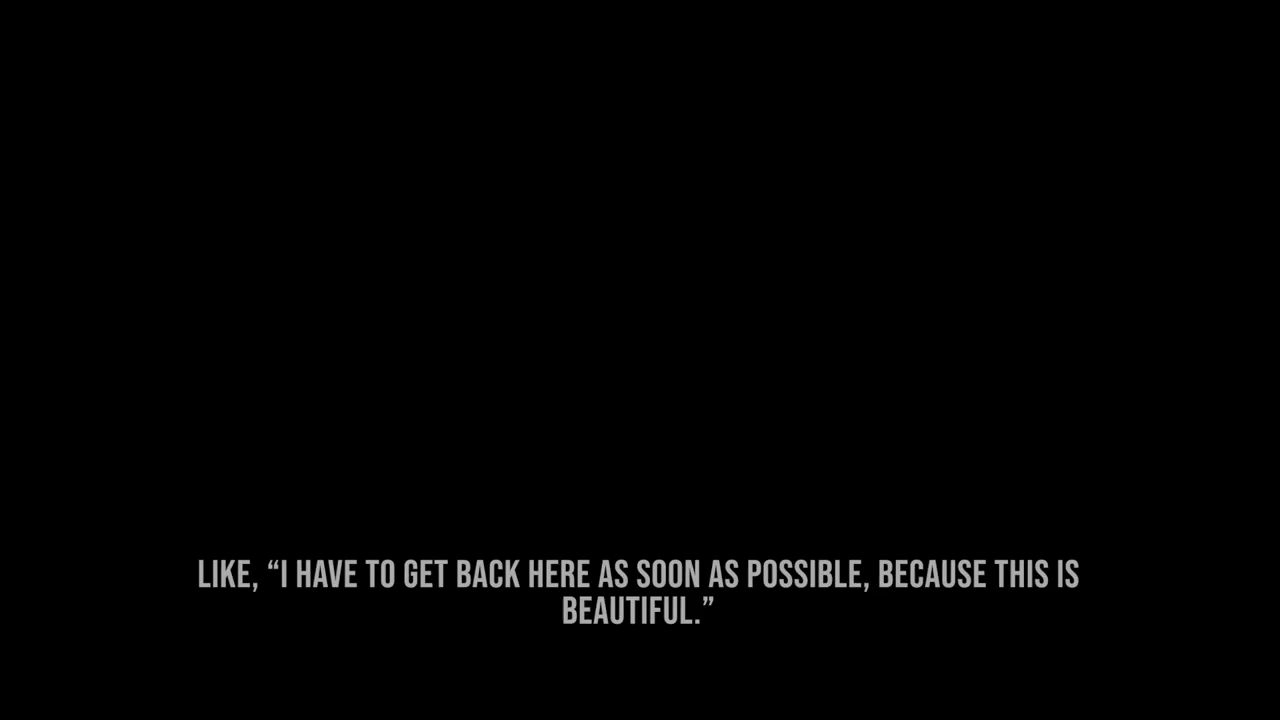 LIKE, “I HAVE TO GET BACK HERE AS SOON AS POSSIBLE, BECAUSE THIS IS
BEAUTIFUL.”